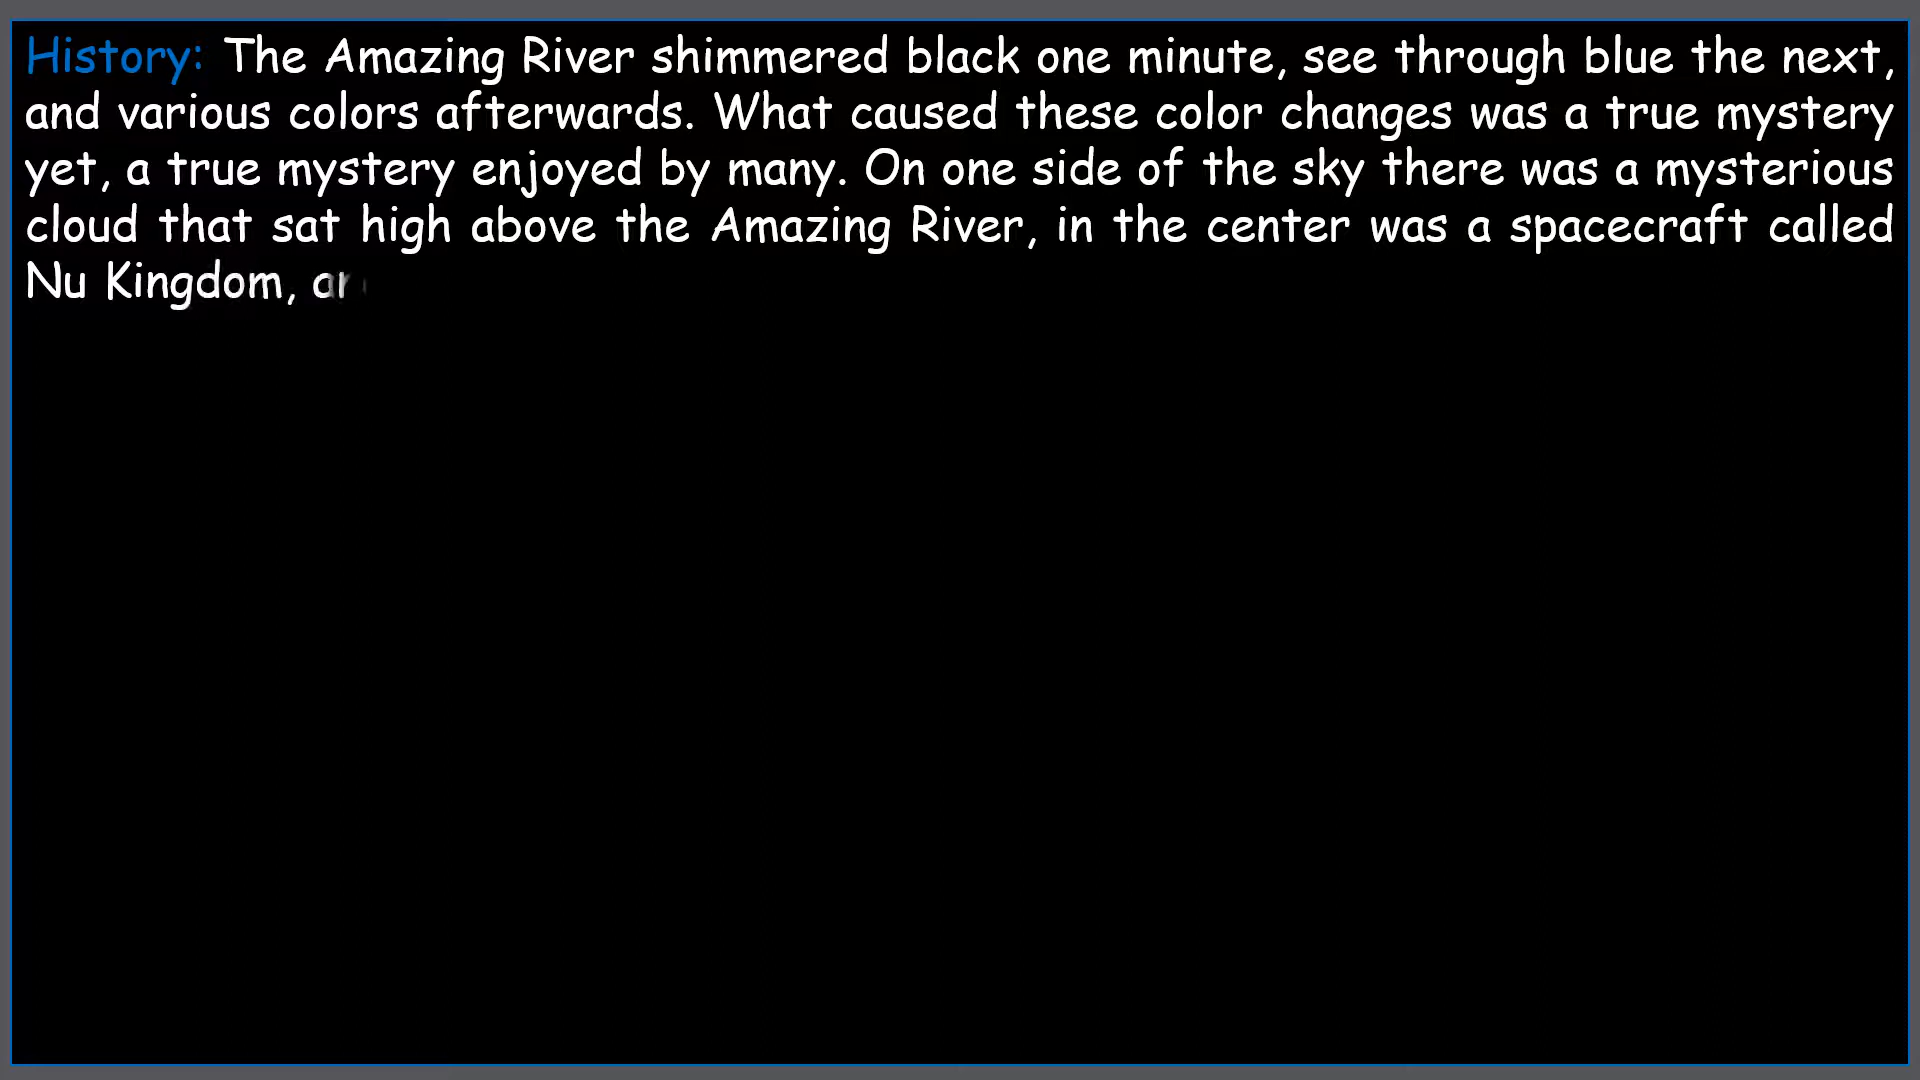 History: The Amazing River shimmered black one minute, see through blue the next,
and various colors afterwards. What caused these color changes was a true mystery
yet, a true mystery enjoyed by many. On one side of the sky there was a mysterious
cloud that sat high above the Amazing River, in the center was a spacecraft called
Nu Kingdom,